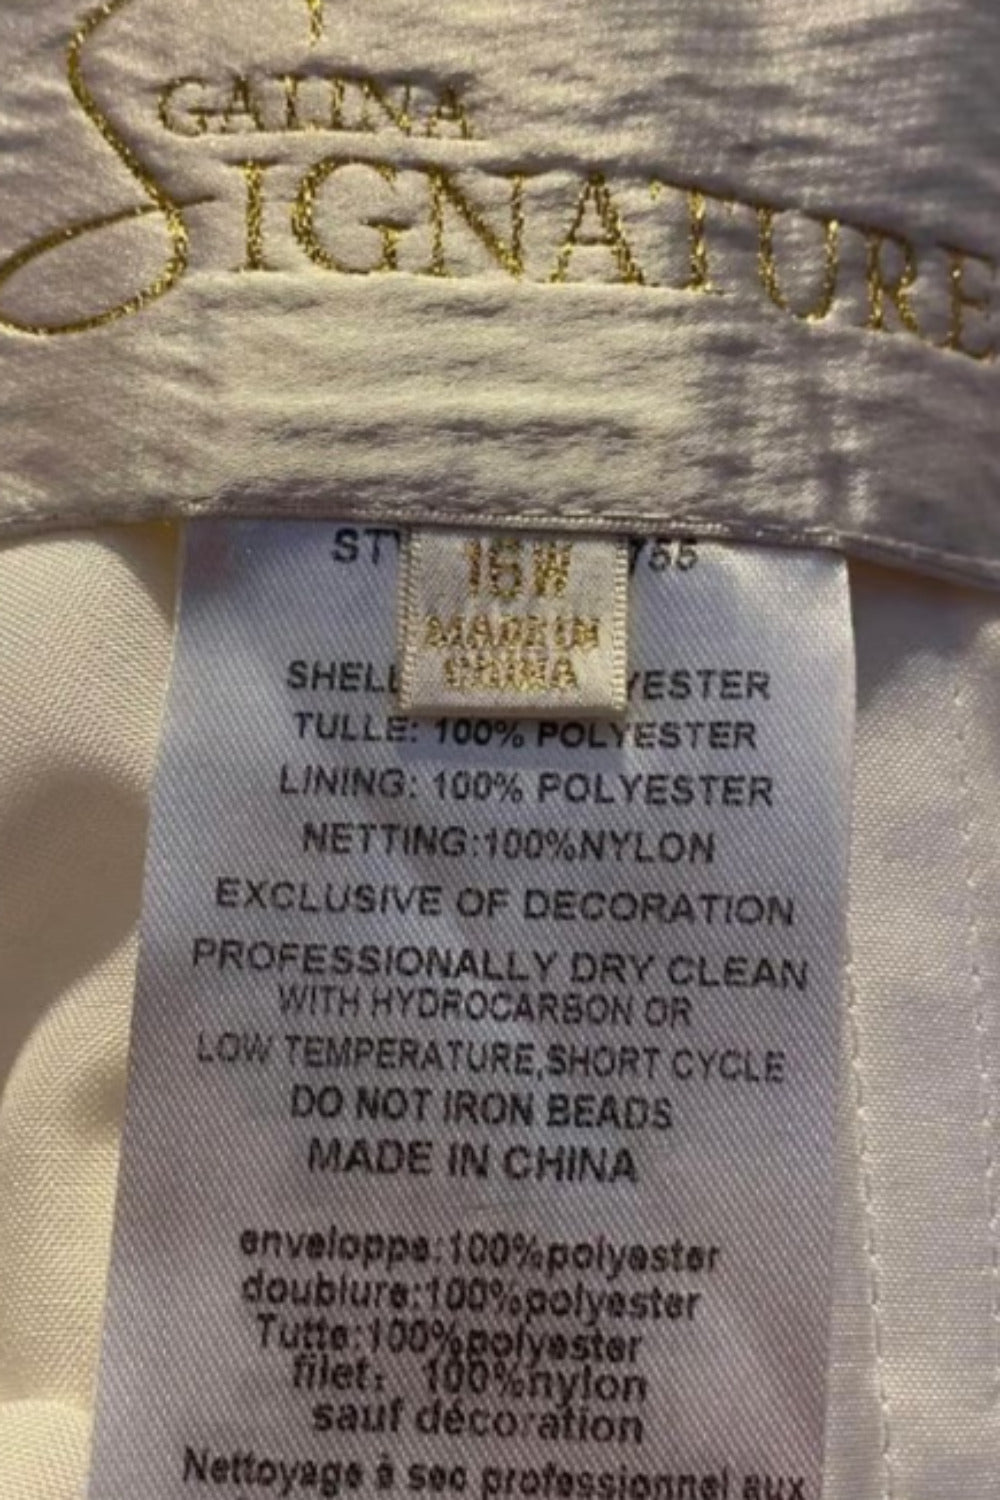 GALINA
SIGNATURE
16W
MADE IN
CHINA
755
SHELL
YESTER
TULLE: 100% POLYESTER
LINING: 100% POLYESTER
NETTING:100%NYLON
EXCLUSIVE OF DECORATION
PROFESSIONALLY DRY CLEAN
WITH HYDROCARBON OR
LOW TEMPERATURE,SHORT CYCLE
DO NOT IRON BEADS
MADE IN CHINA
enveloppe:100%polyester
doublure:100%polyester
Tutte:100%polyester
filet: 100%nylon
sauf décoration
Nettoyage à sec professionnel aux